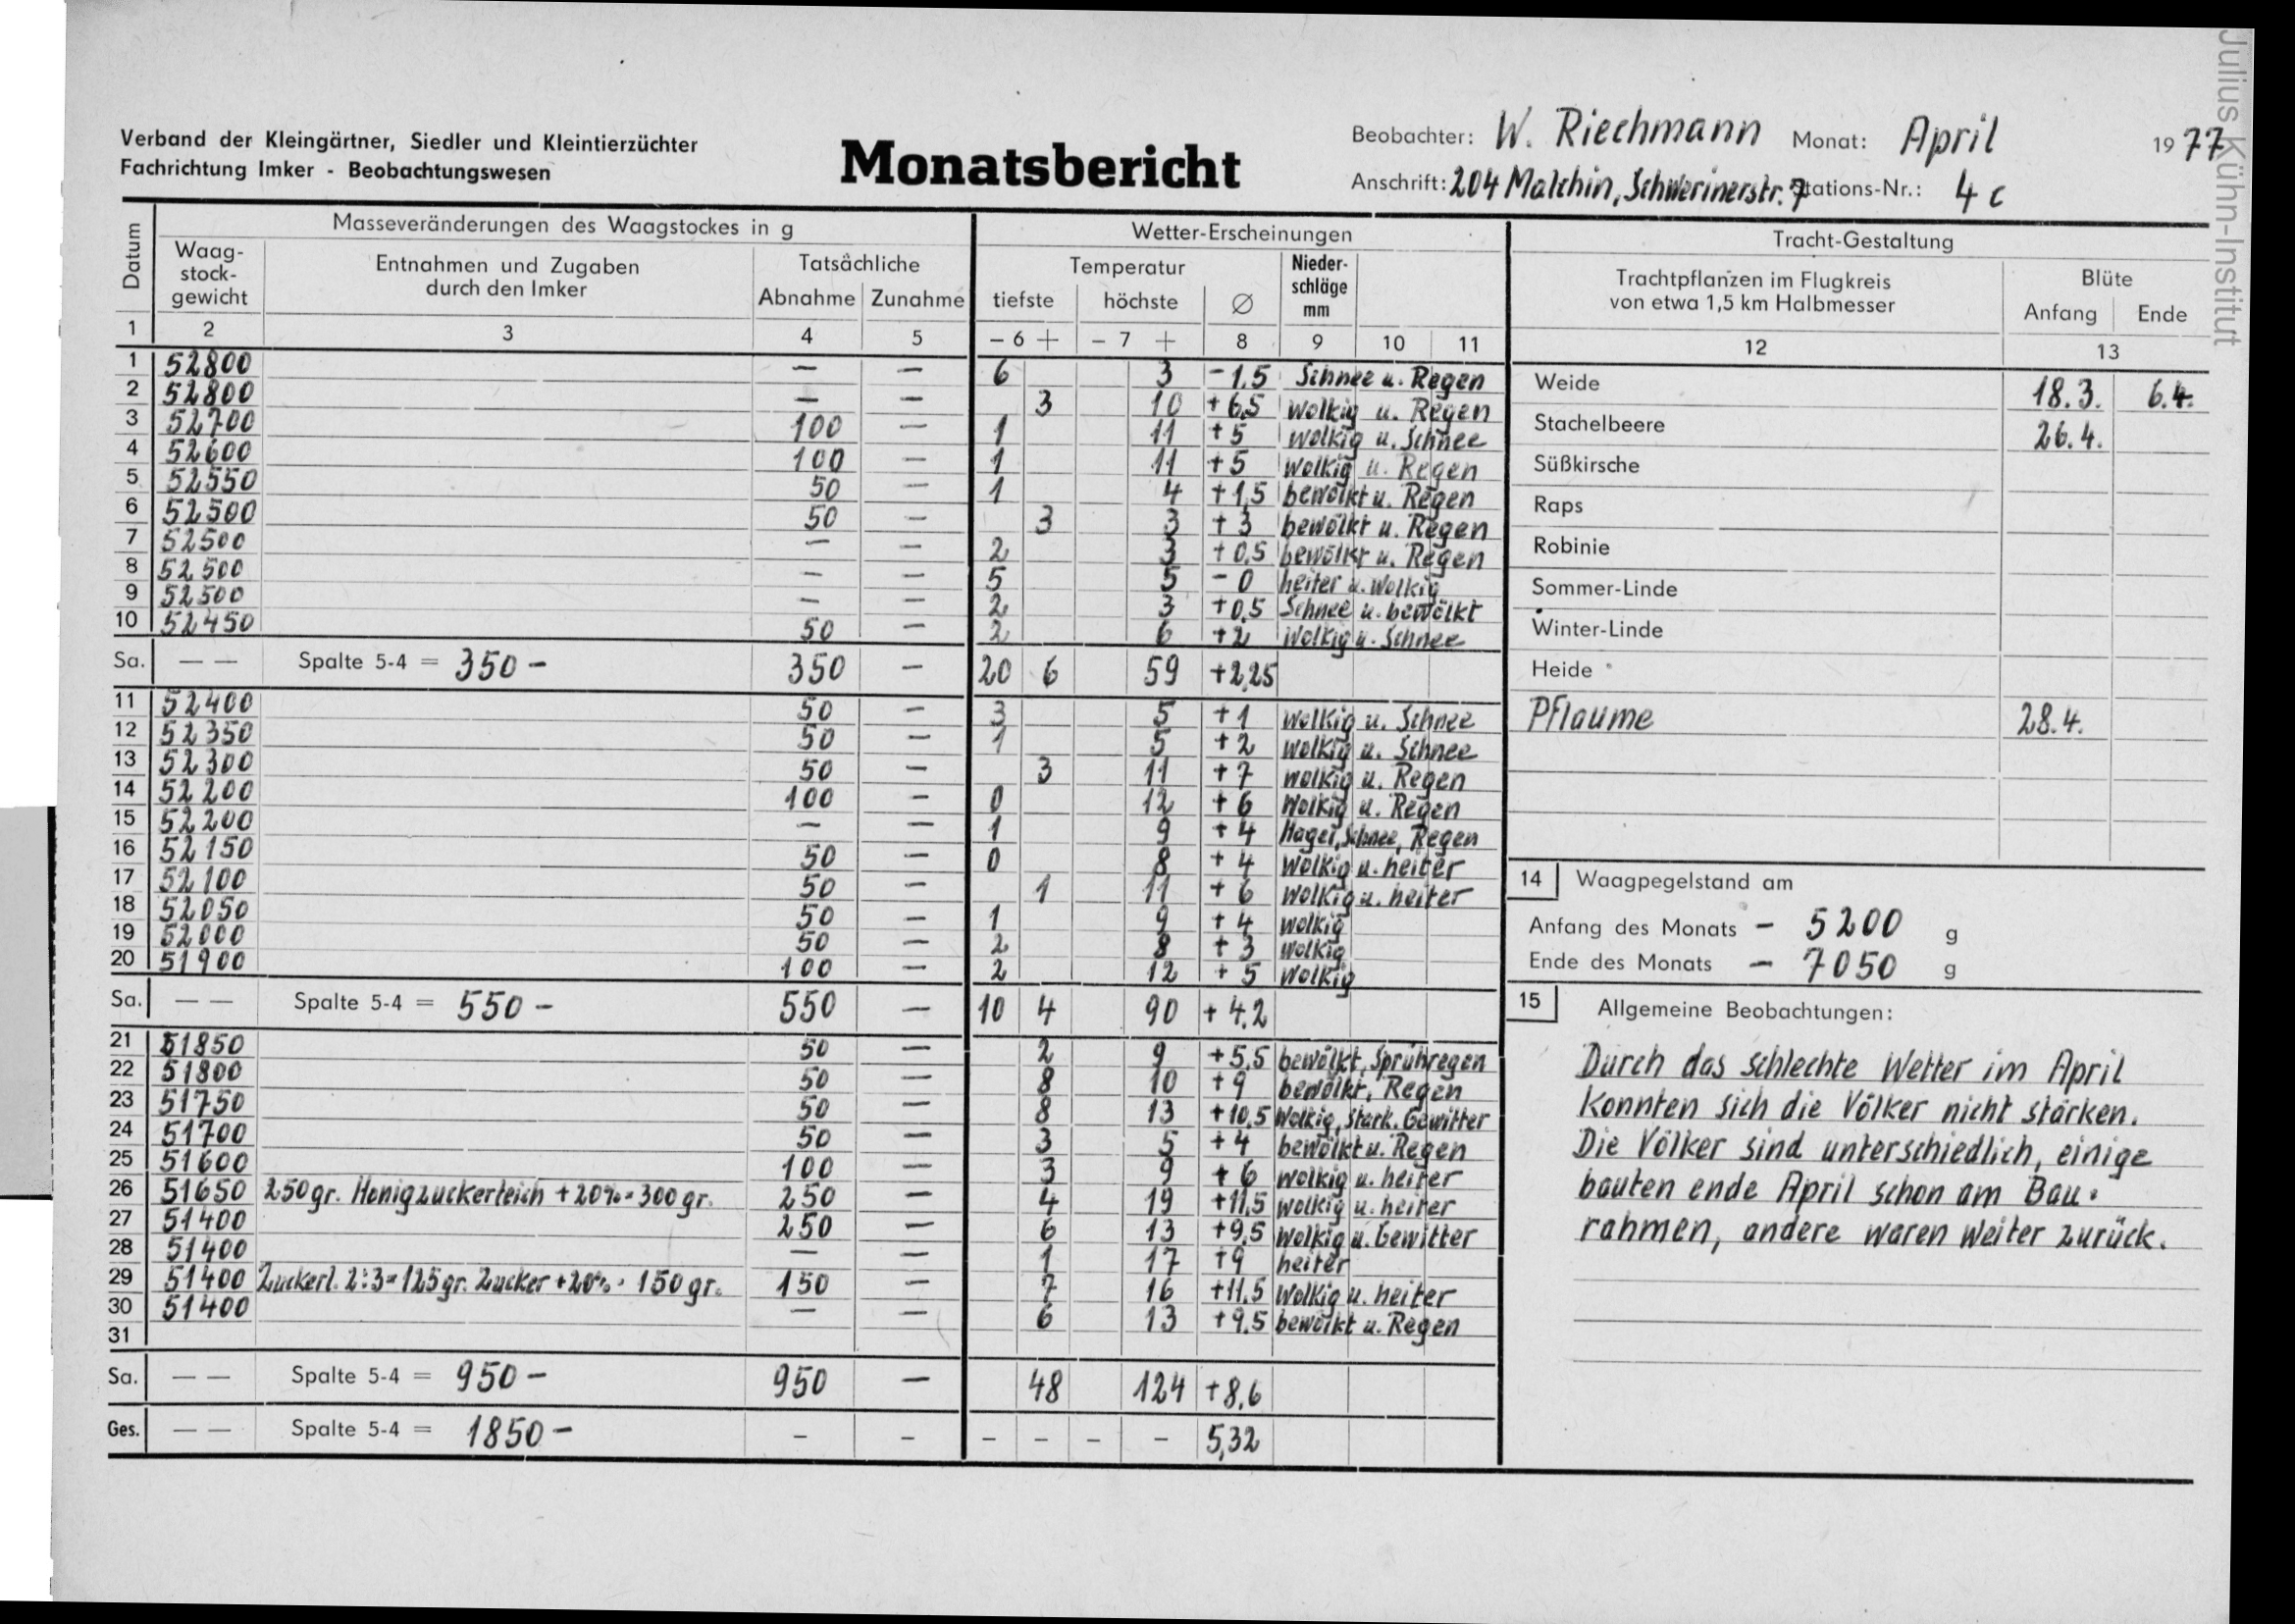 Verband der Kleingärtner, Siedler und Kleintierzüchter
Fachrichtung Imker - Beobachtungswesen
Monatsbericht
Beobachter: W. Riechmann Monat: April 1977
Anschrift: 204 Malchin, Schwerinerstr. 7 Stations-Nr.: 4c
Julius Kühn-Institut
Datum Masseveränderungen des Waagstockes in g Wetter-Erscheinungen
Waag-stock-gewicht Entnahmen und Zugaben durch den Imker Tatsächliche Abnahme Zunahme Temperatur tiefste höchste ∅ Nieder-schläge mm
1 2 3 4 5 - 6 + - 7 + 8 9 10 11
1 52800 — — 6 3 -1,5 Schnee u. Regen
2 52800 — — 3 10 +6,5 wolkig u. Regen
3 52700 100 — 1 11 +5 wolkig u. Schnee
4 52600 100 — 1 11 +5 wolkig u. Regen
5 52550 50 — 1 4 +1,5 bewölkt u. Regen
6 52500 50 — 3 3 +3 bewölkt u. Regen
7 52500 — — 2 3 +0,5 bewölkt u. Regen
8 52500 — — 5 5 -0 heiter u. wolkig
9 52500 — — 2 3 +0,5 Schnee u. bewölkt
10 52450 50 — 2 6 +2 wolkig u. Schnee
Sa. — — Spalte 5-4 = 350 - 350 — 20 6 59 +2,25
11 52400 50 — 3 5 +1 wolkig u. Schnee
12 52350 50 — 1 5 +2 wolkig u. Schnee
13 52300 50 — 3 11 +7 wolkig u. Regen
14 52200 100 — 0 12 +6 wolkig u. Regen
15 52200 — — 1 9 +4 Hagel, Schnee, Regen
16 52150 50 — 0 8 +4 wolkig u. heiter
17 52100 50 — 1 11 +6 wolkig u. heiter
18 52050 50 — 1 9 +4 wolkig
19 52000 50 — 2 8 +3 wolkig
20 51900 100 — 2 12 +5 wolkig
Sa. — — Spalte 5-4 = 550 - 550 — 10 4 90 +4,2
21 51850 50 — 2 9 +5,5 bewölkt, Sprühregen
22 51800 50 — 8 10 +9 bewölkt, Regen
23 51750 50 — 8 13 +10,5 Wolkig, stark. Gewitter
24 51700 50 — 3 5 +4 bewölkt u. Regen
25 51600 100 — 3 9 +6 wolkig u. heiter
26 51650 250 gr. Honigzuckerteich + 20% = 300 gr. 250 — 4 19 +11,5 wolkig u. heiter
27 51400 250 — 6 13 +9,5 wolkig u. Gewitter
28 51400 — — 1 17 +9 heiter
29 51400 Zuckerl. 2:3 = 125 gr. Zucker + 20% = 150 gr. 150 — 7 16 +11,5 wolkig u. heiter
30 51400 — — 6 13 +9,5 bewölkt u. Regen
31
Sa. — — Spalte 5-4 = 950 - 950 — 48 124 +8,6
Ges. — — Spalte 5-4 = 1850 - - - - - - - 5,32
Tracht-Gestaltung
Trachtpflanzen im Flugkreis Blüte
von etwa 1,5 km Halbmesser Anfang Ende
12 13
Weide 18.3. 6.4.
Stachelbeere 26.4.
Süßkirsche
Raps
Robinie
Sommer-Linde
Winter-Linde
Heide
Pflaume 28.4.
14 Waagpegelstand am
Anfang des Monats - 5200 g
Ende des Monats - 7050 g
15 Allgemeine Beobachtungen:
Durch das schlechte Wetter im April
konnten sich die Völker nicht stärken.
Die Völker sind unterschiedlich, einige
bauten ende April schon am Bau=
rahmen, andere waren weiter zurück.